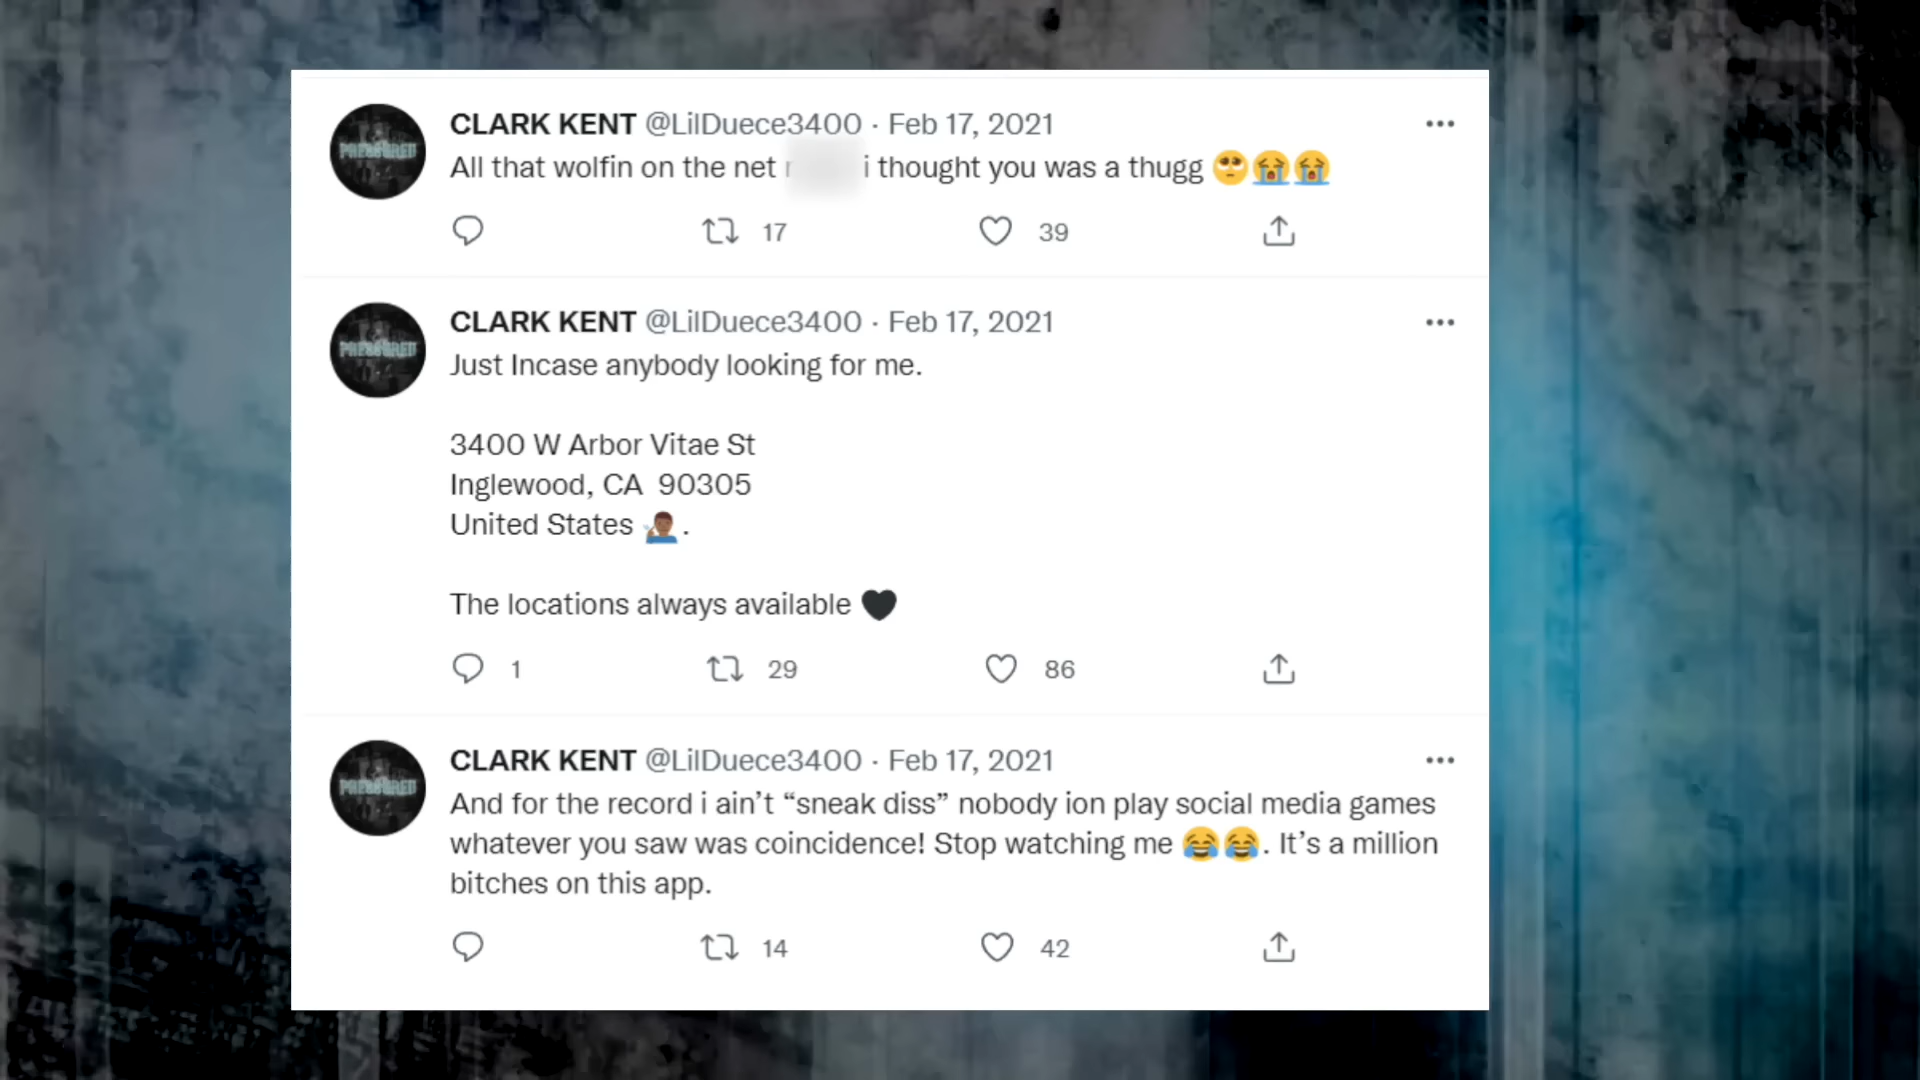 CLARK KENT @LilDuece3400 · Feb 17, 2021
All that wolfin on the net i thought you was a thugg 🙄😭😭
17 39
PRESSURED
CLARK KENT @LilDuece3400 · Feb 17, 2021
Just Incase anybody looking for me.
3400 W Arbor Vitae St
Inglewood, CA 90305
United States 💇🏾‍♂️.
The locations always available 🖤
1 29 86
PRESSURED
CLARK KENT @LilDuece3400 · Feb 17, 2021
And for the record i ain’t “sneak diss” nobody ion play social media games
whatever you saw was coincidence! Stop watching me 😂😂. It’s a million
bitches on this app.
14 42
PRESSURED